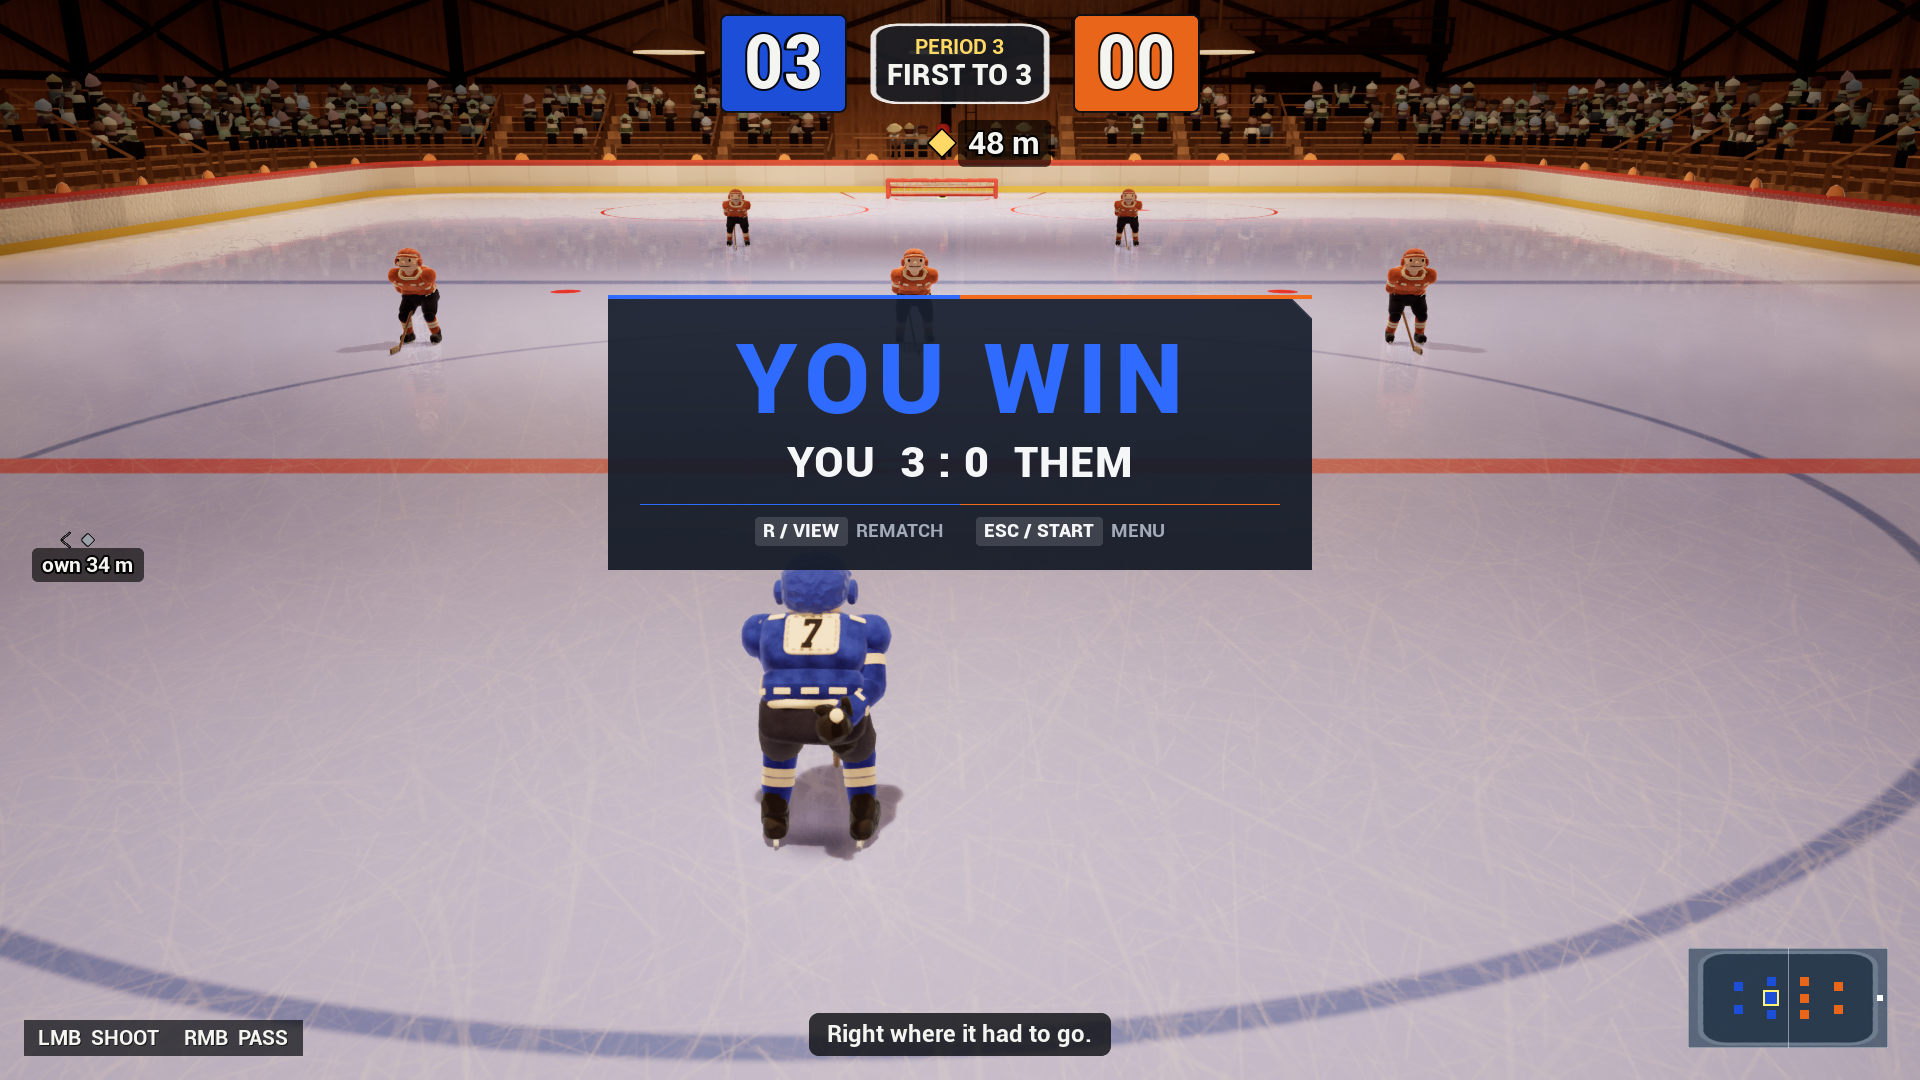 03
PERIOD 3
FIRST TO 3
00
48 m
YOU WIN
YOU 3 : 0 THEM
R / VIEW REMATCH ESC / START MENU
own 34 m
7
LMB SHOOT RMB PASS
Right where it had to go.